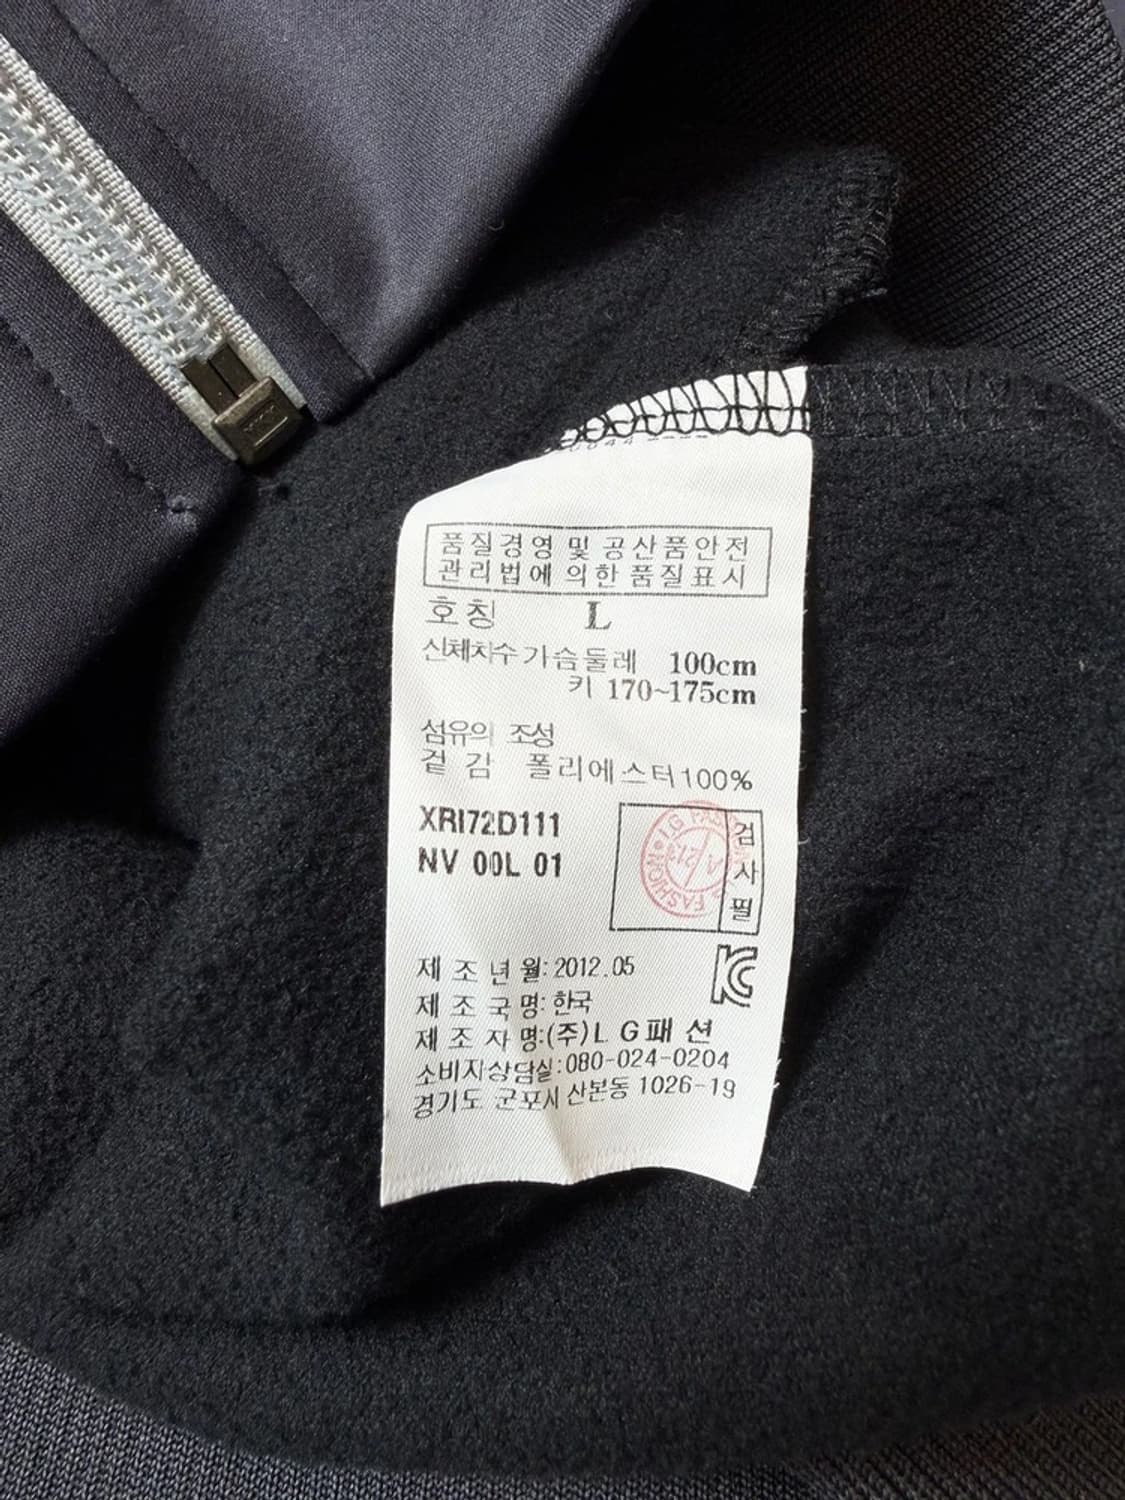 품질경영 및 공산품안전
관리법에 의한 품질표시
호칭 L
신체치수 가슴둘레 100cm
키 170~175cm
섬유의 조성
겉 감 폴리에스터100%
XRI72D111
NV 00L 01
검사필
LG FASHION
FASHION
제 조 년 월: 2012.05
제 조 국 명: 한국
제 조 자 명:(주)L G 패 션
소비자상담실:080-024-0204
경기도 군포시 산본동 1026-19